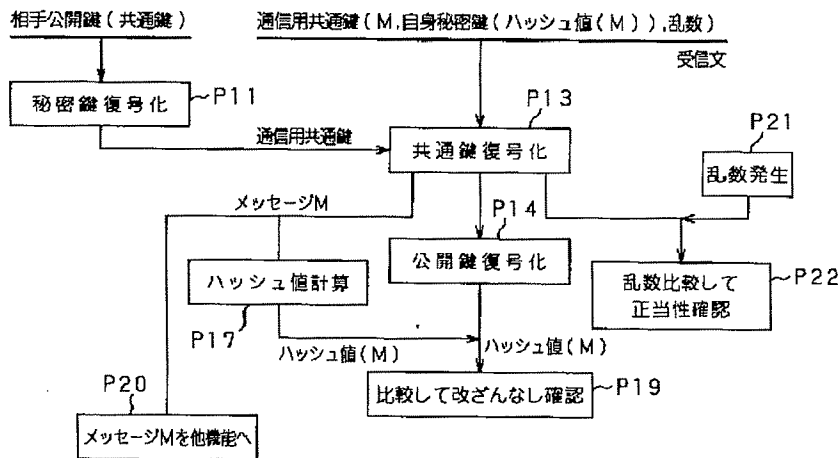 相手公開鍵(共通鍵)
通信用共通鍵(M,自身秘密鍵(ハッシュ値(M)),乱数)
受信文
秘密鍵復号化
P11
P13
通信用共通鍵
共通鍵復号化
P21
乱数発生
メッセージM
P14
公開鍵復号化
ハッシュ値計算
P17
乱数比較して
正当性確認
P22
ハッシュ値(M)
ハッシュ値(M)
P20
比較して改ざんなし確認
P19
メッセージMを他機能へ